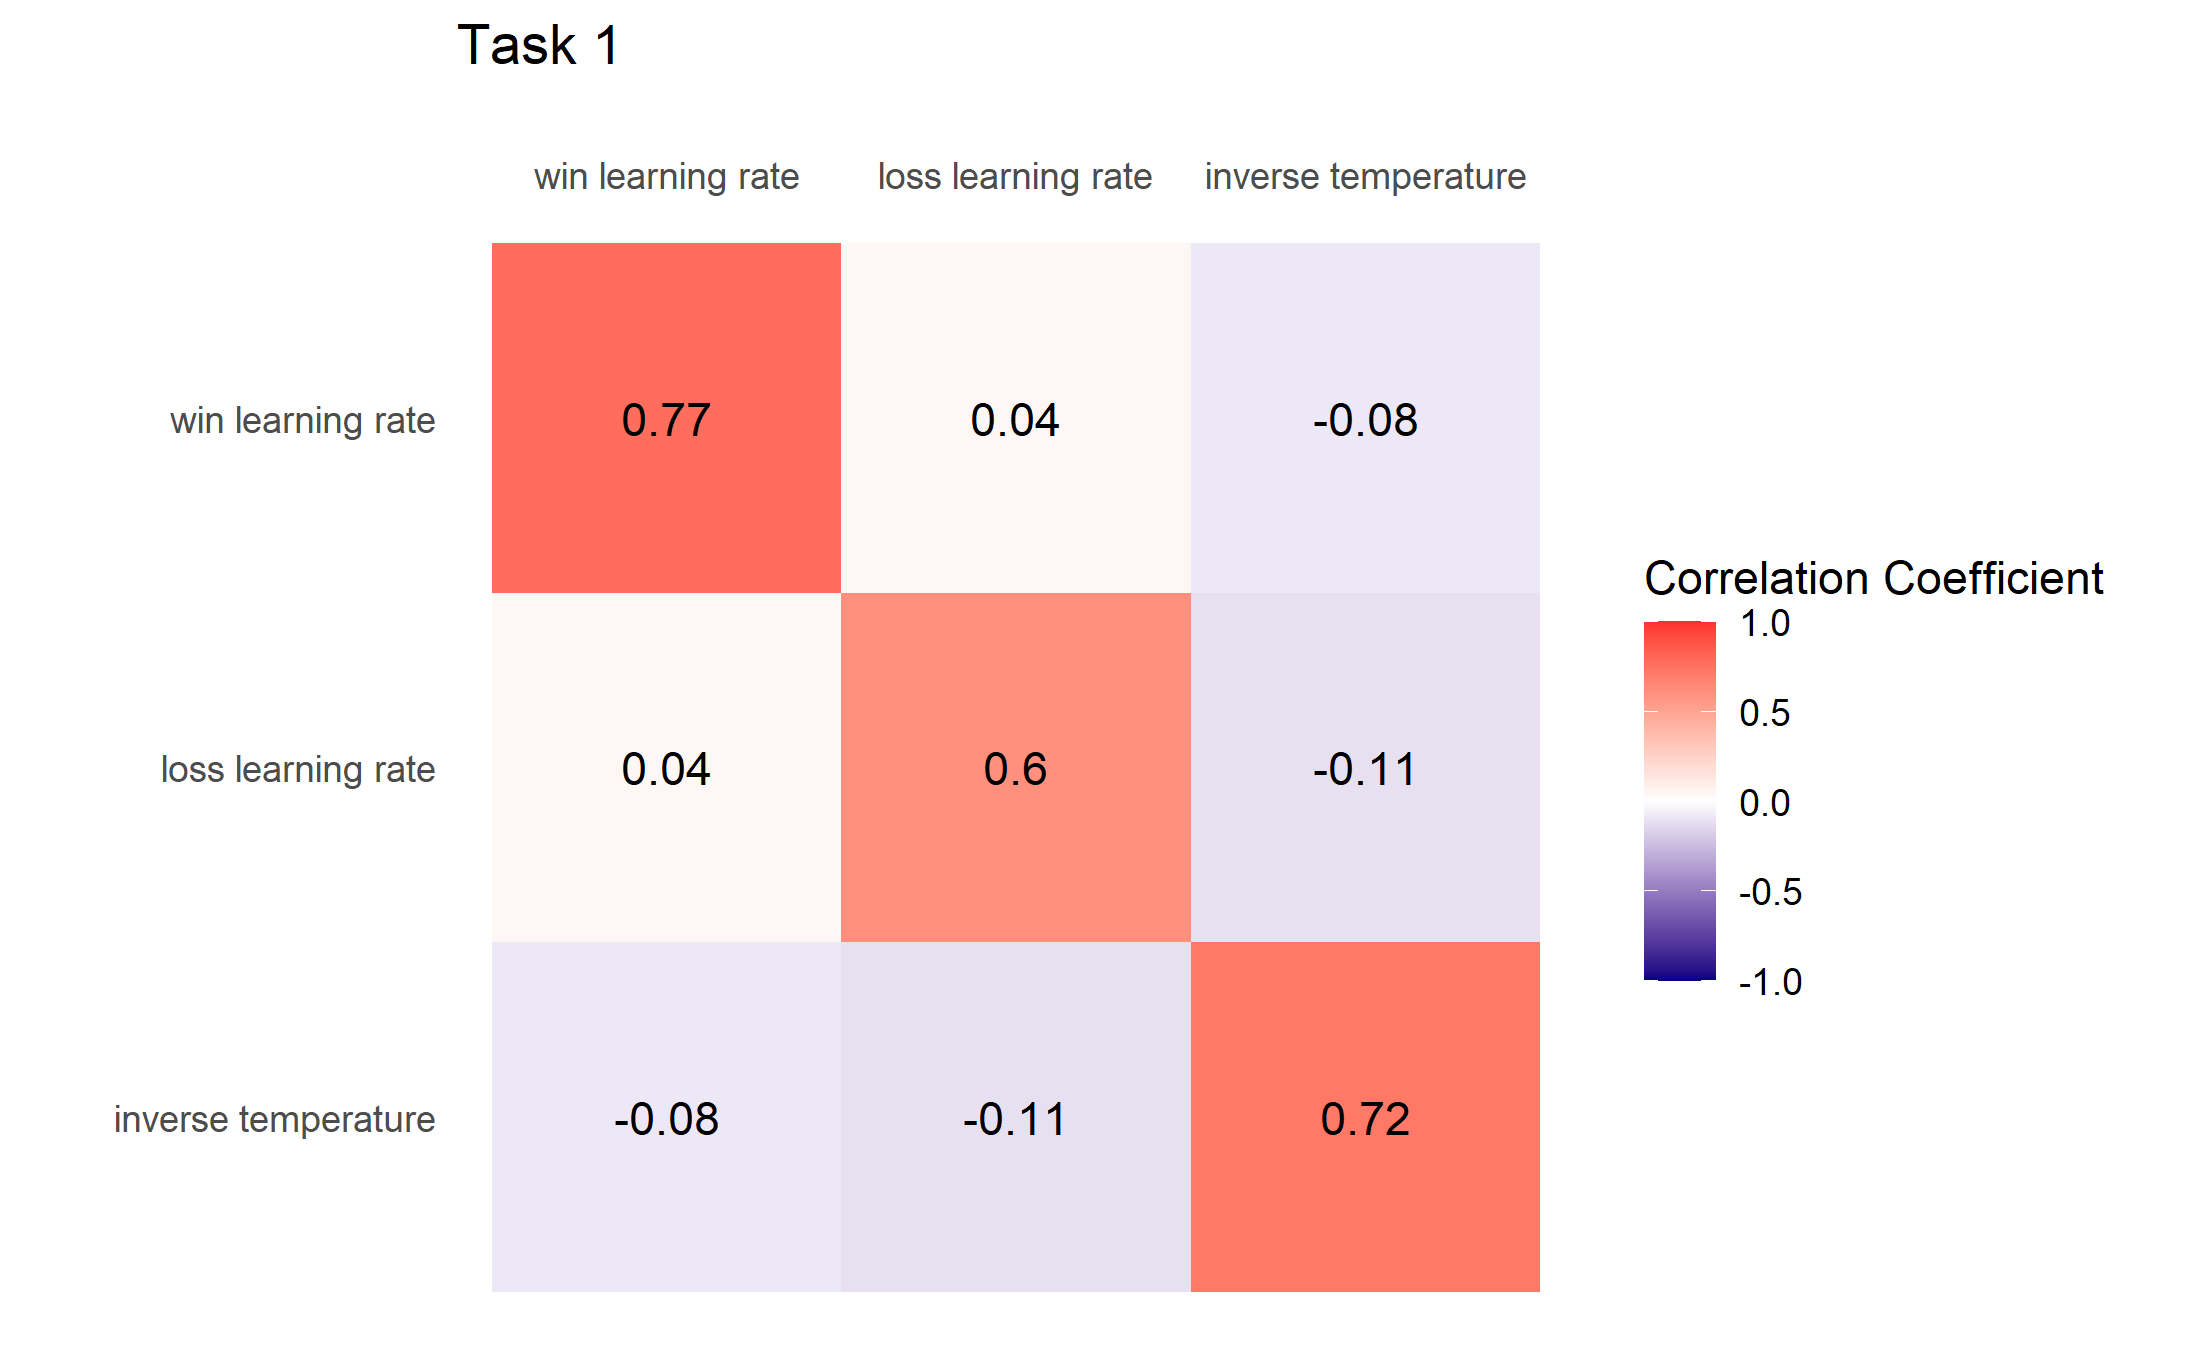 Task 1
win learning rate loss learning rate inverse temperature
win learning rate 0.77 0.04 -0.08
loss learning rate 0.04 0.6 -0.11
inverse temperature -0.08 -0.11 0.72
Correlation Coefficient
1.0
0.5
0.0
-0.5
-1.0